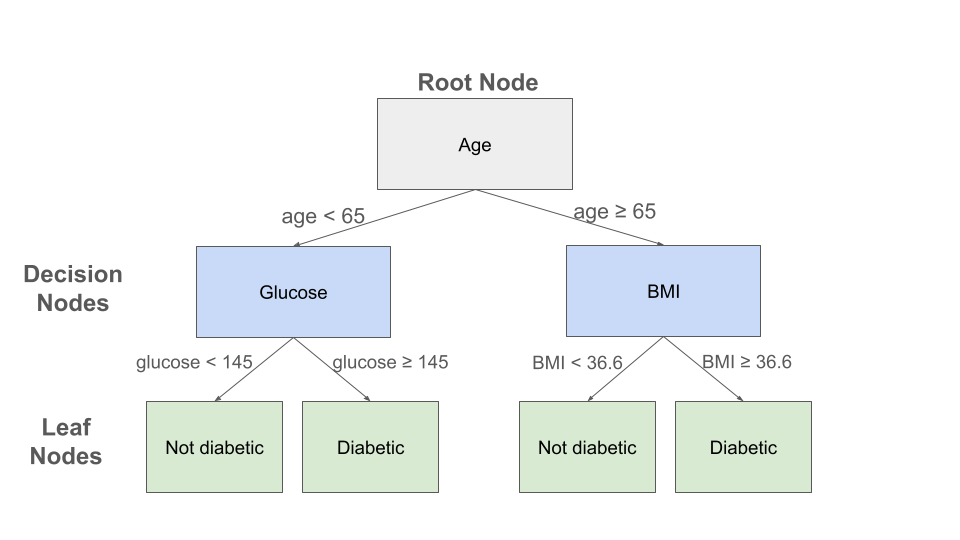 Root Node
Age
age < 65
age ≥ 65
Decision
Nodes
Glucose
BMI
glucose < 145
glucose ≥ 145
BMI < 36.6
BMI ≥ 36.6
Leaf
Nodes
Not diabetic
Diabetic
Not diabetic
Diabetic